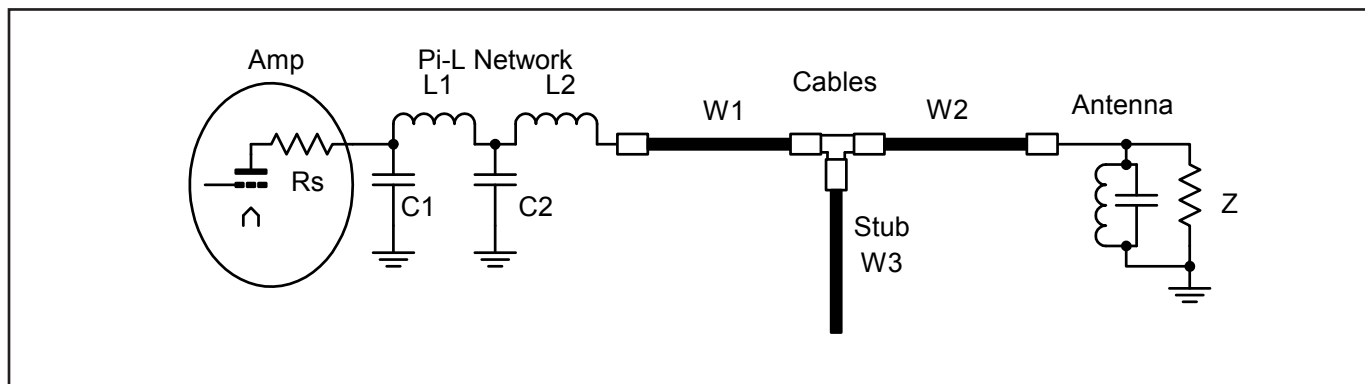 Amp
Pi-L Network
L1
L2
Cables
W1
W2
Antenna
Rs
C1
C2
Stub
W3
Z